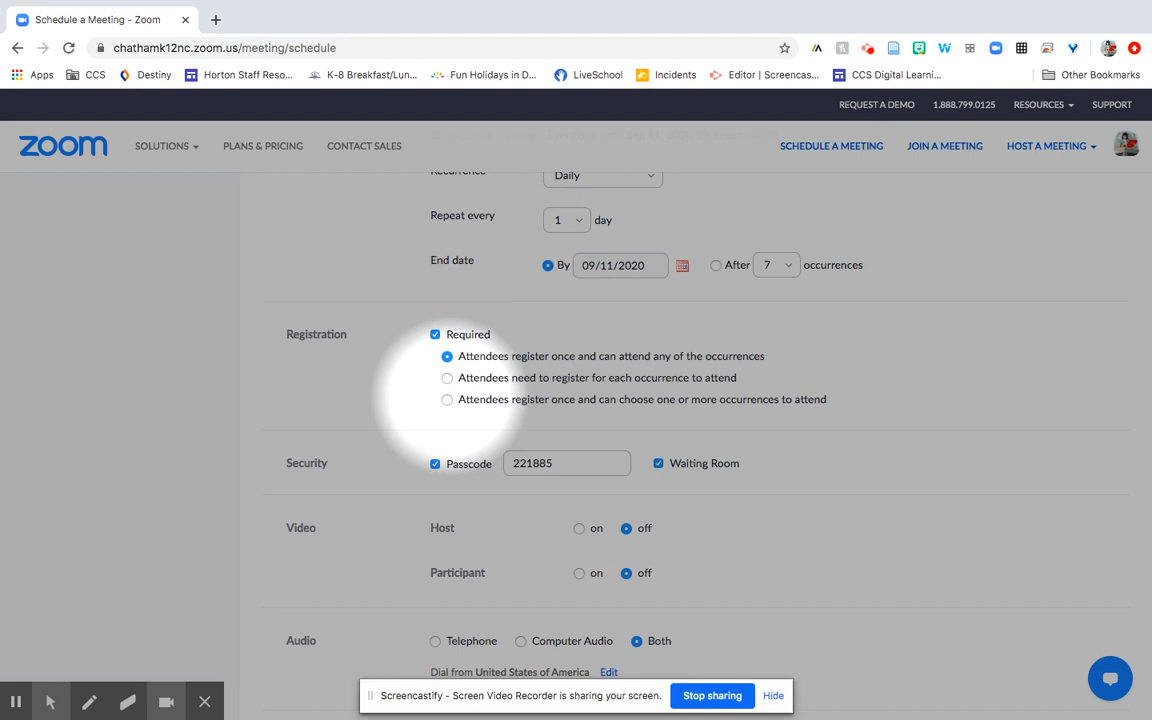 Schedule a Meeting - Zoom
chathamk12nc.zoom.us/meeting/schedule
Apps CCS Destiny Horton Staff Reso... K-8 Breakfast/Lun... Fun Holidays in D... LiveSchool Incidents Editor | Screencas... CCS Digital Learni... Other Bookmarks
REQUEST A DEMO 1.888.799.0125 RESOURCES SUPPORT
zoom SOLUTIONS PLANS & PRICING CONTACT SALES SCHEDULE A MEETING JOIN A MEETING HOST A MEETING
Recurrence Daily
Repeat every 1 day
End date By 09/11/2020 After 7 occurrences
Registration Required
Attendees register once and can attend any of the occurrences
Attendees need to register for each occurrence to attend
Attendees register once and can choose one or more occurrences to attend
Security Passcode 221885 Waiting Room
Video Host on off
Participant on off
Audio Telephone Computer Audio Both
Dial from United States of America Edit
Screencastify - Screen Video Recorder is sharing your screen. Stop sharing Hide